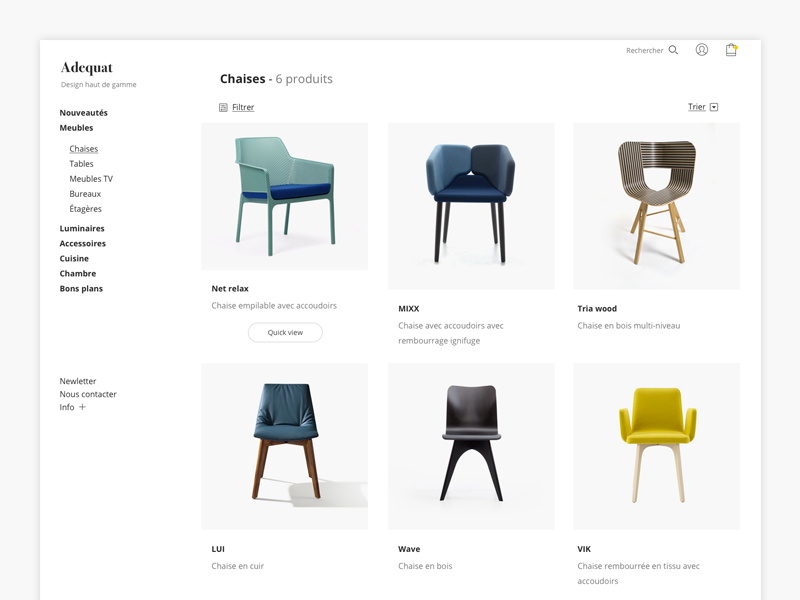 Adequat
Design haut de gamme
Rechercher
Chaises - 6 produits
Filtrer
Trier
Nouveautés
Meubles
Chaises
Tables
Meubles TV
Bureaux
Étagères
Luminaires
Accessoires
Cuisine
Chambre
Bons plans
Newletter
Nous contacter
Info +
Net relax
Chaise empilable avec accoudoirs
Quick view
MIXX
Chaise avec accoudoirs avec
rembourrage ignifuge
Tria wood
Chaise en bois multi-niveau
LUI
Chaise en cuir
Wave
Chaise en bois
VIK
Chaise rembourrée en tissu avec
accoudoirs